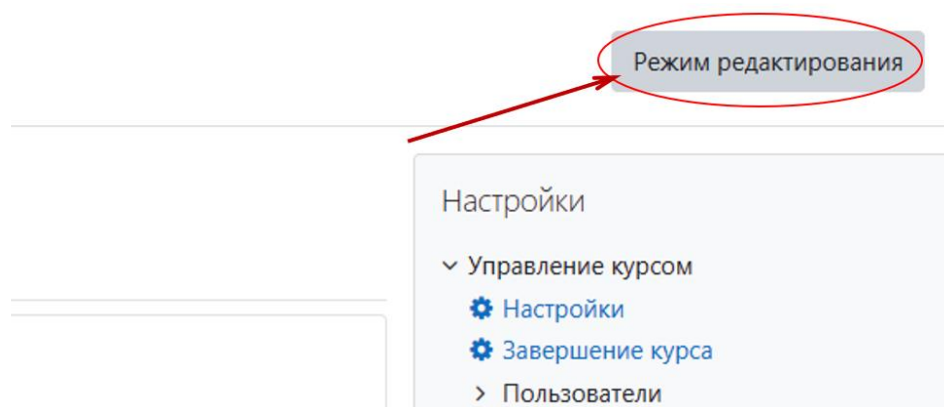 Режим редактирования
Настройки
Управление курсом
Настройки
Завершение курса
Пользователи